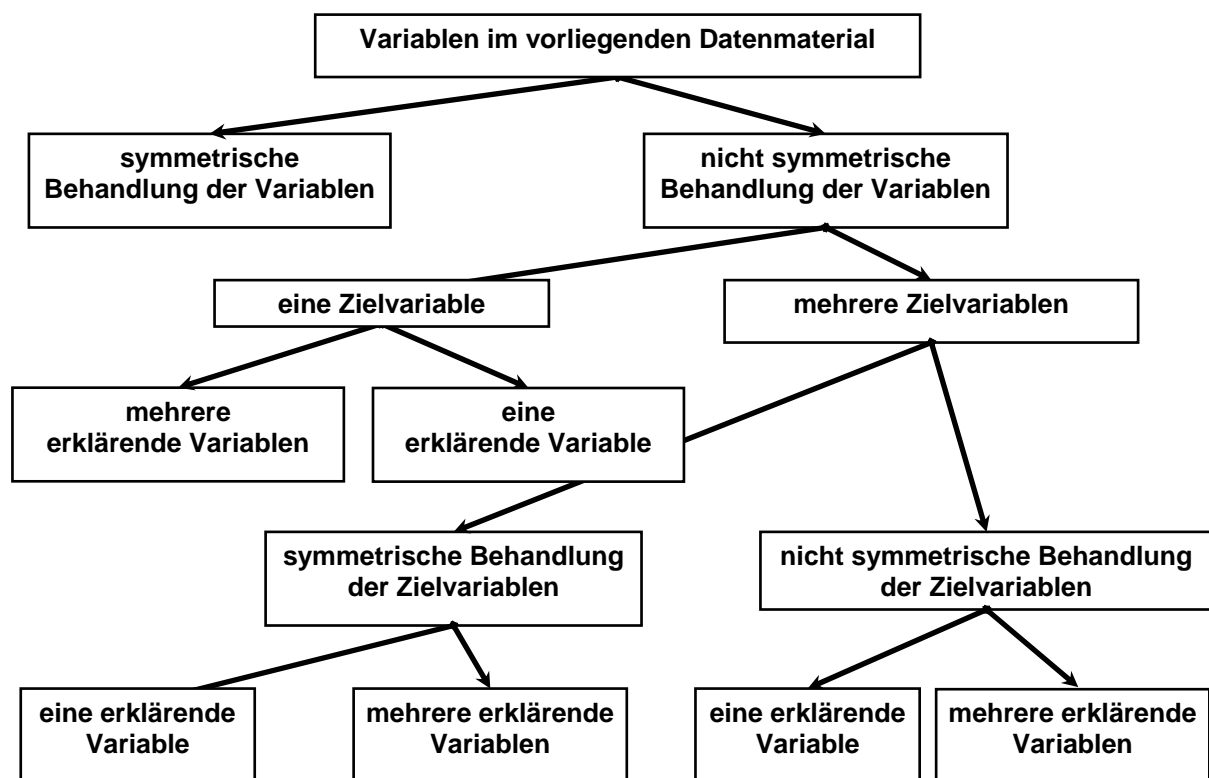 Variablen im vorliegenden Datenmaterial
symmetrische
Behandlung der Variablen
nicht symmetrische
Behandlung der Variablen
eine Zielvariable
mehrere Zielvariablen
mehrere
erklärende Variablen
eine
erklärende Variable
symmetrische Behandlung
der Zielvariablen
nicht symmetrische Behandlung
der Zielvariablen
eine erklärende
Variable
mehrere erklärende
Variablen
eine erklärende
Variable
mehrere erklärende
Variablen